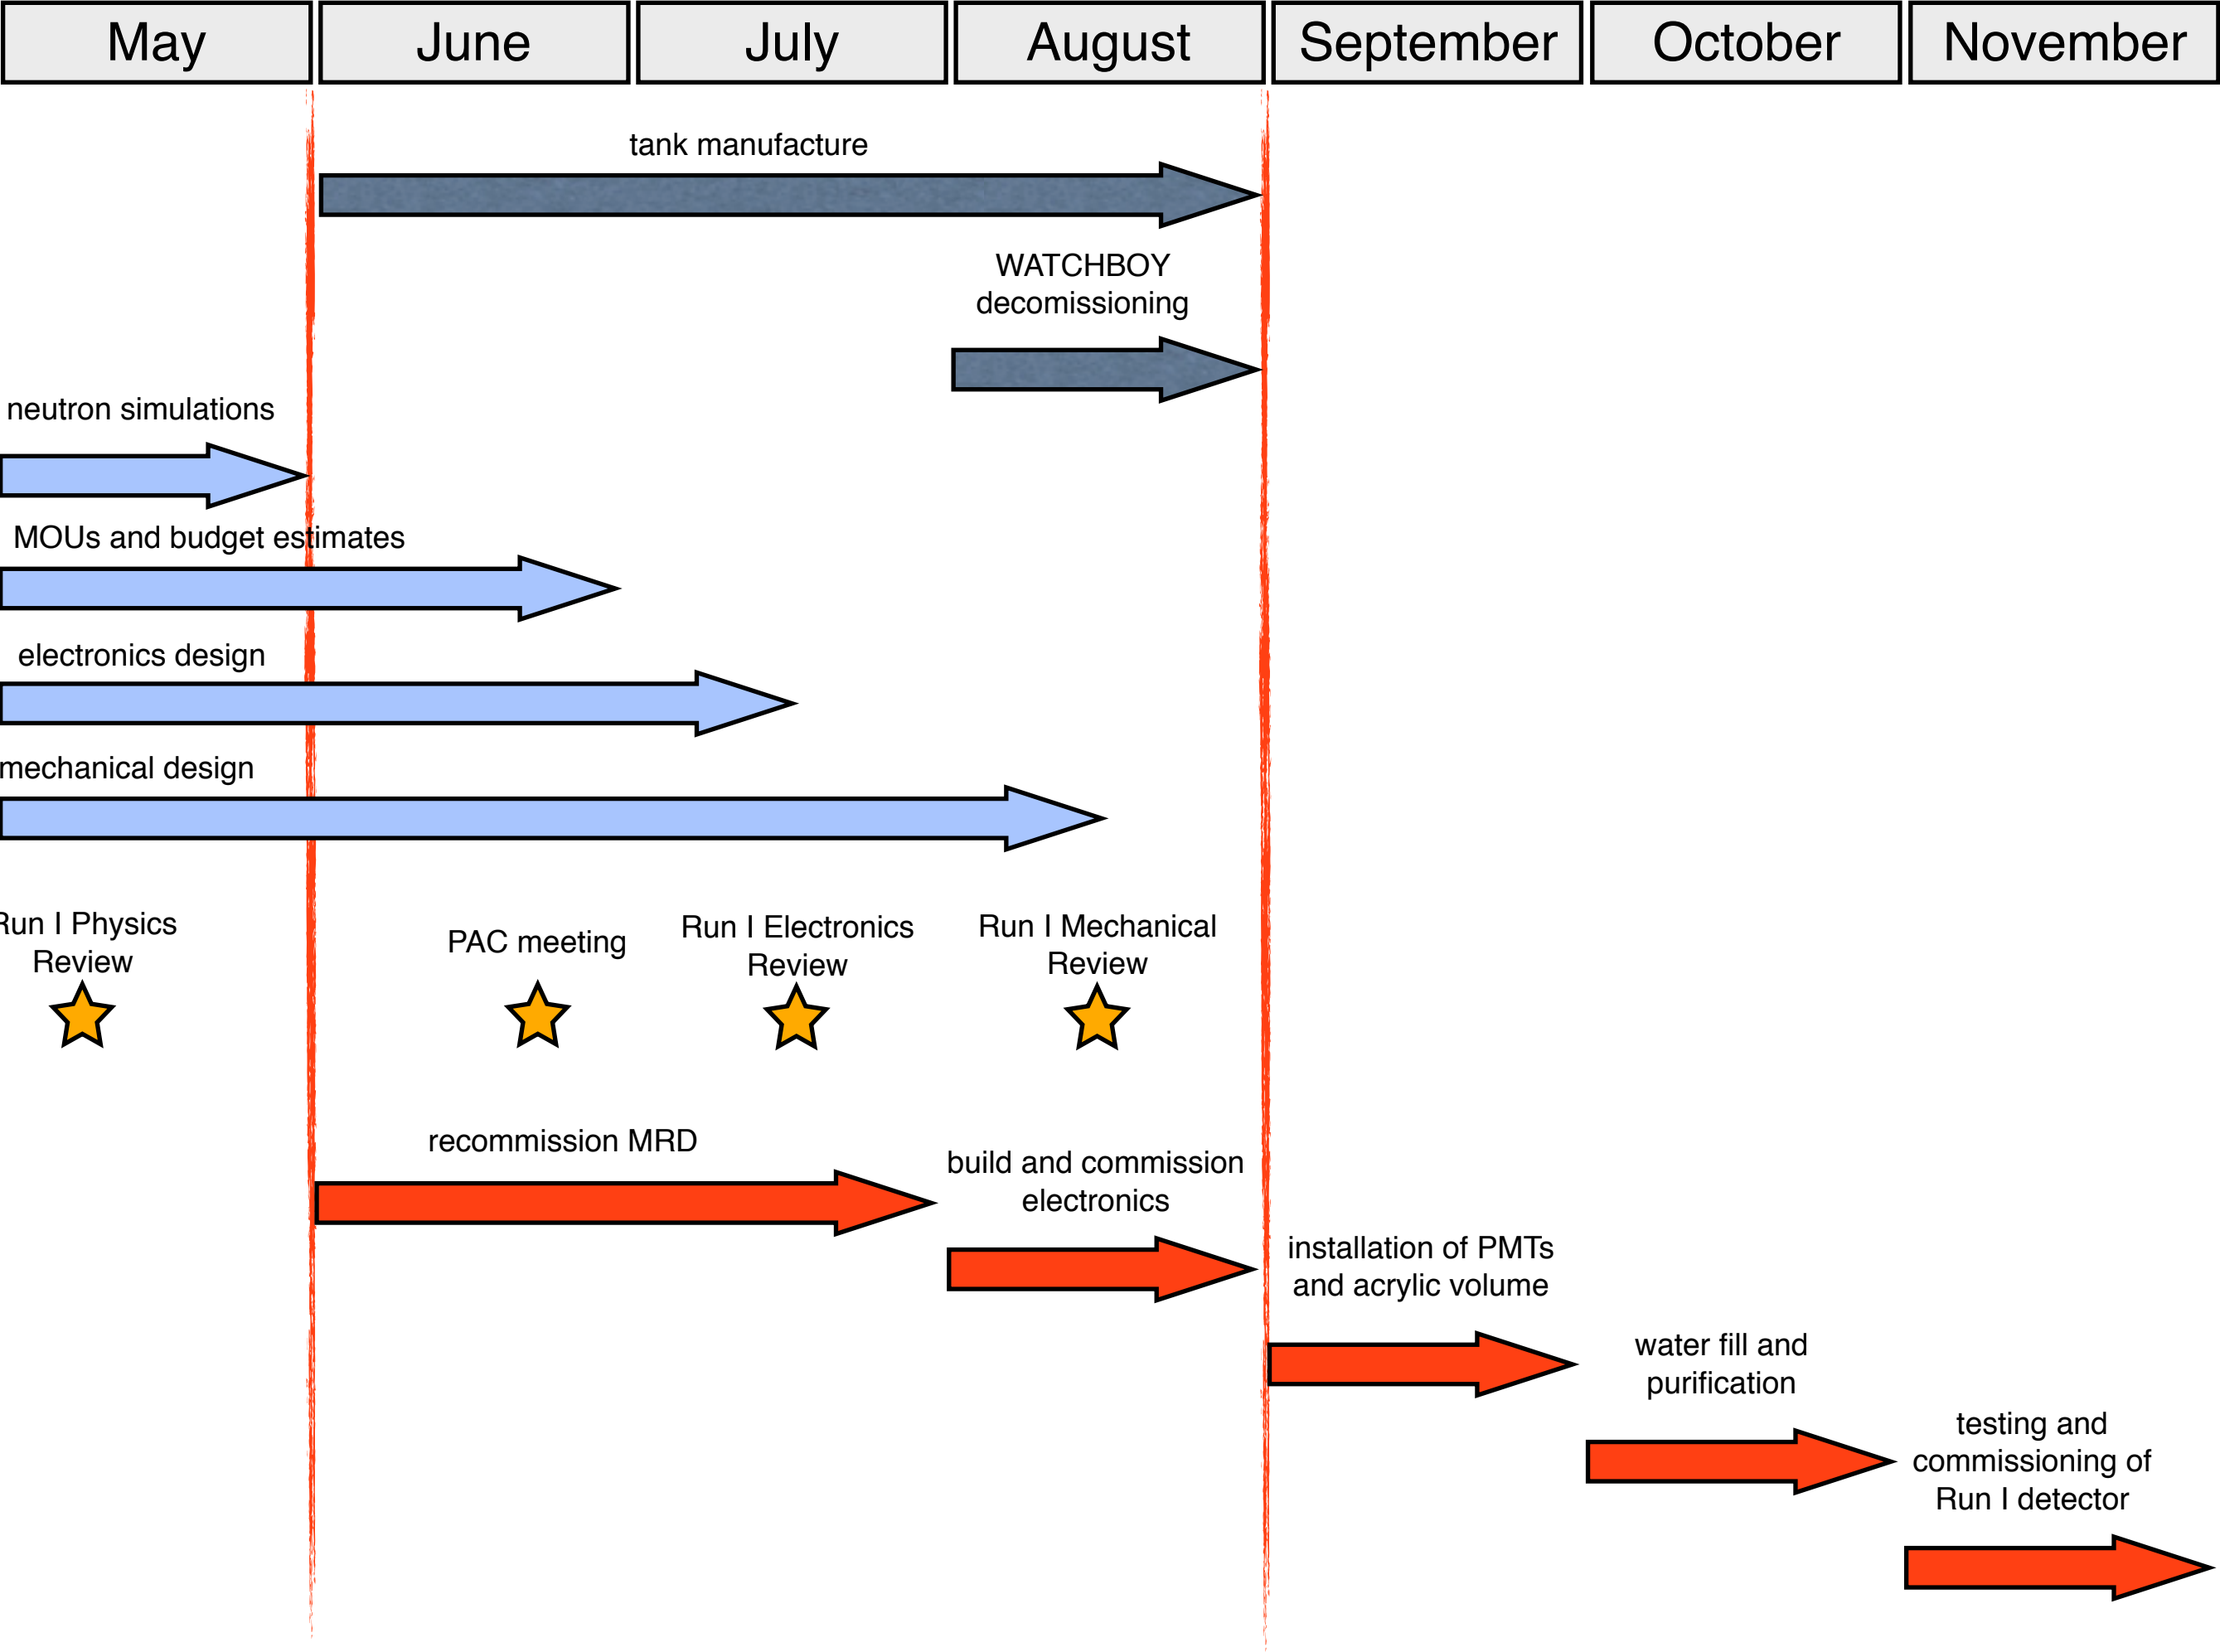 May
June
July
August
September
October
November
tank manufacture
WATCHBOY
decomissioning
neutron simulations
MOUs and budget estimates
electronics design
mechanical design
Run I Physics
Review
PAC meeting
Run I Electronics
Review
Run I Mechanical
Review
recommission MRD
build and commission
electronics
installation of PMTs
and acrylic volume
water fill and
purification
testing and
commissioning of
Run I detector